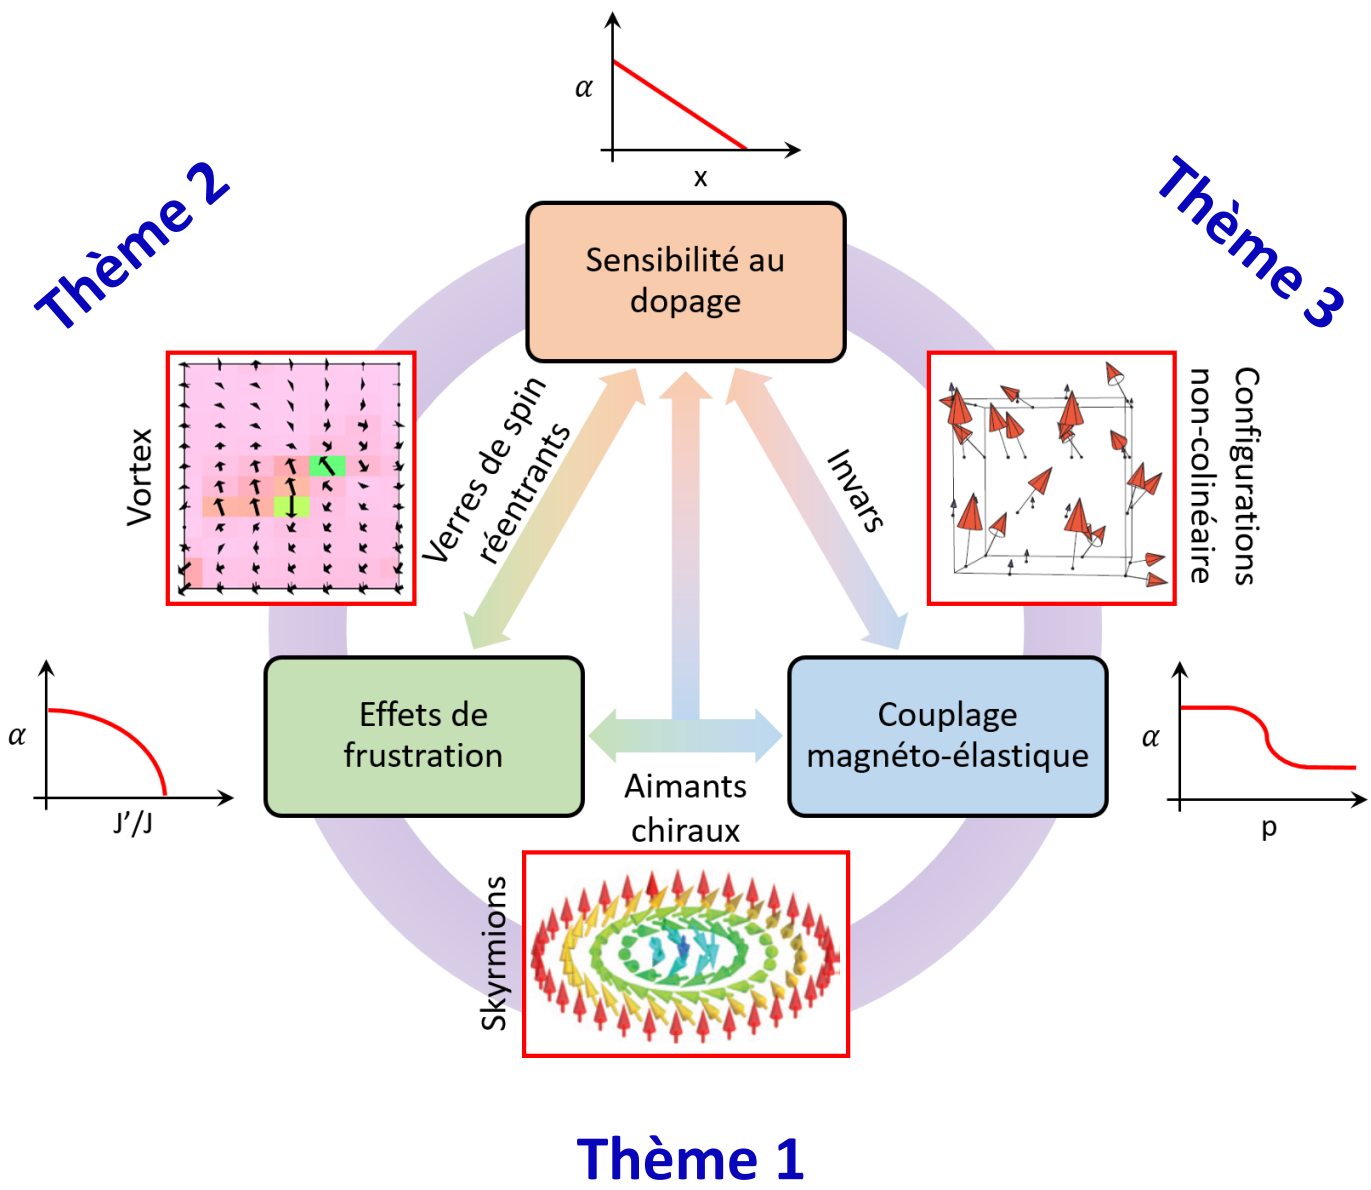 α
x
Thème 2
Thème 3
Sensibilité au
dopage
Vortex
Verres de spin
réentrants
Invars
Configurations
non-colinéaire
α
J’/J
Effets de
frustration
Couplage
magnéto-élastique
α
p
Aimants
chiraux
Skyrmions
Thème 1